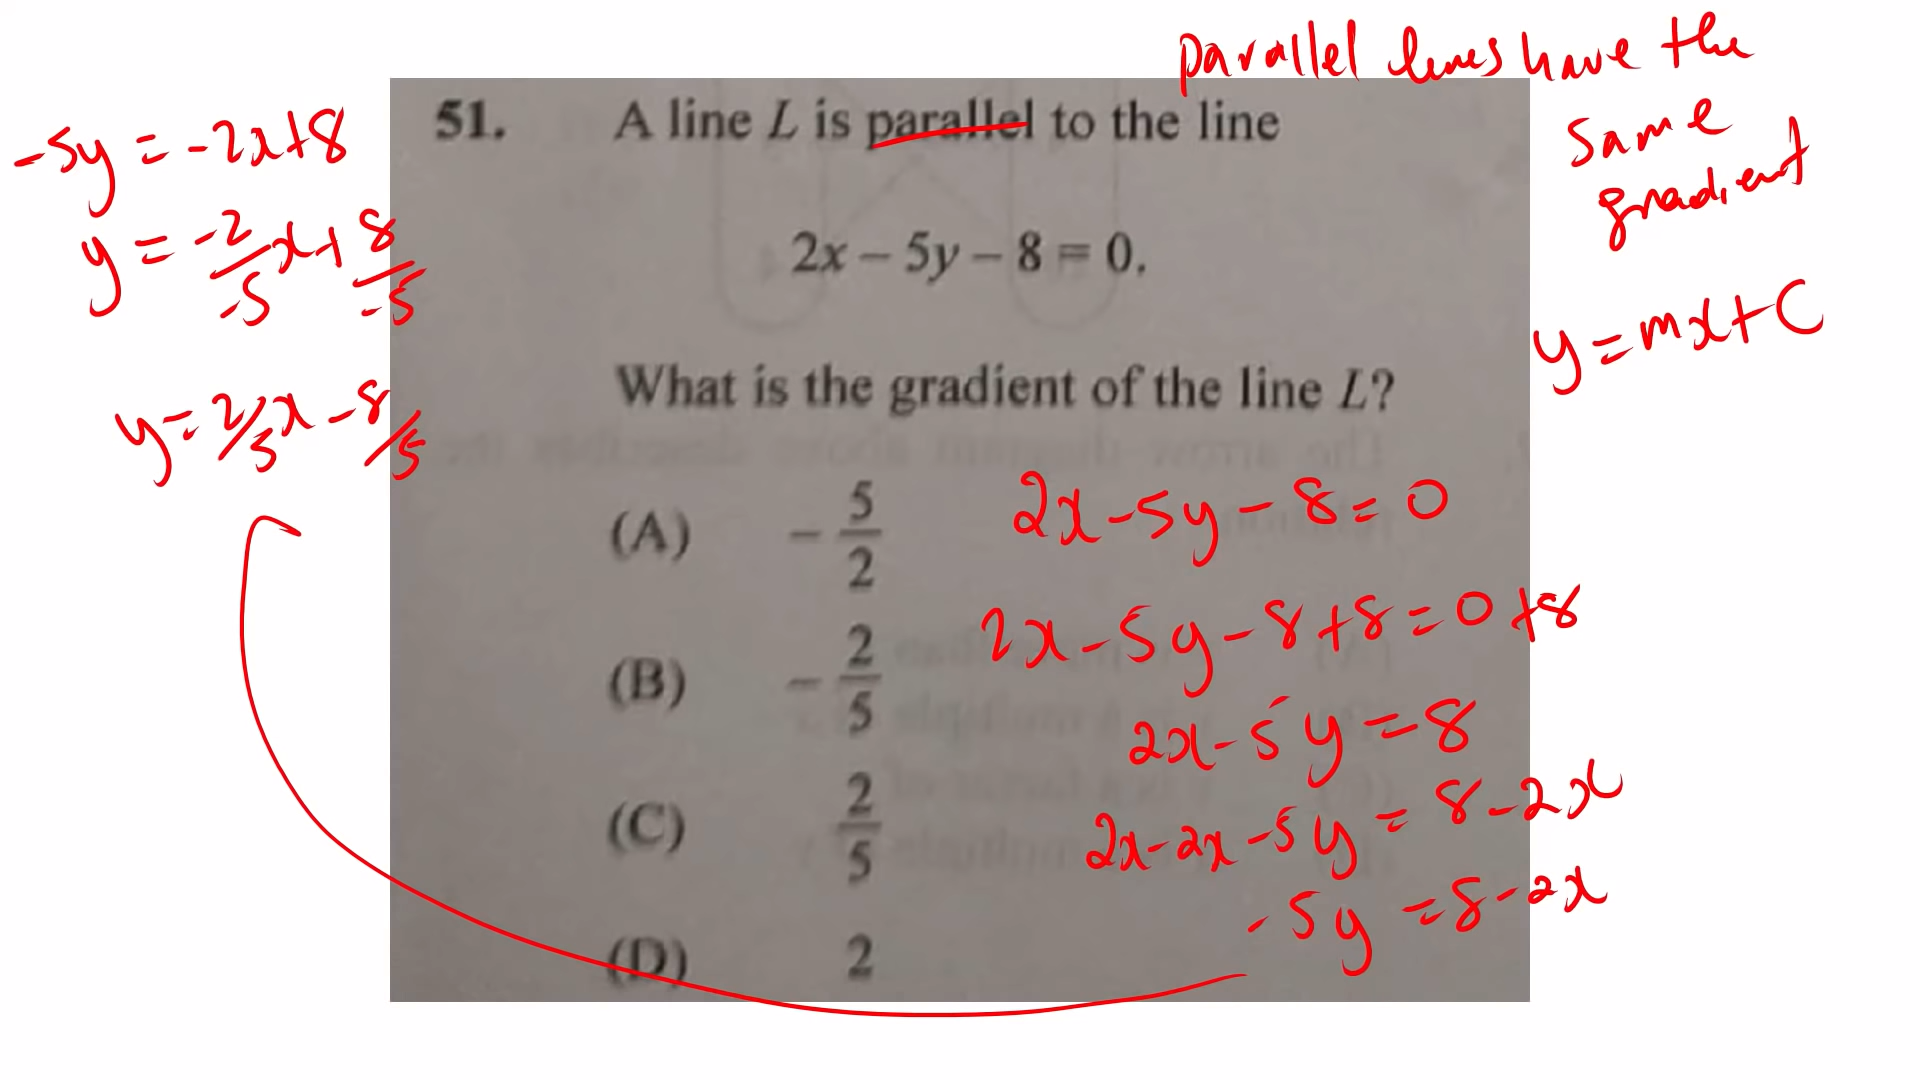 parallel lines have the
same
gradient
y = mx + C
51. A line L is parallel to the line
2x – 5y – 8 = 0.
What is the gradient of the line L?
(A) – 5/2
(B) – 2/5
(C) 2/5
(D) 2
2x - 5y - 8 = 0
2x - 5y - 8 + 8 = 0 + 8
2x - 5y = 8
2x - 2x - 5y = 8 - 2x
-5y = 8 - 2x
-5y = -2x + 8
y = -2/-5 x + 8/-5
y = 2/5 x - 8/5